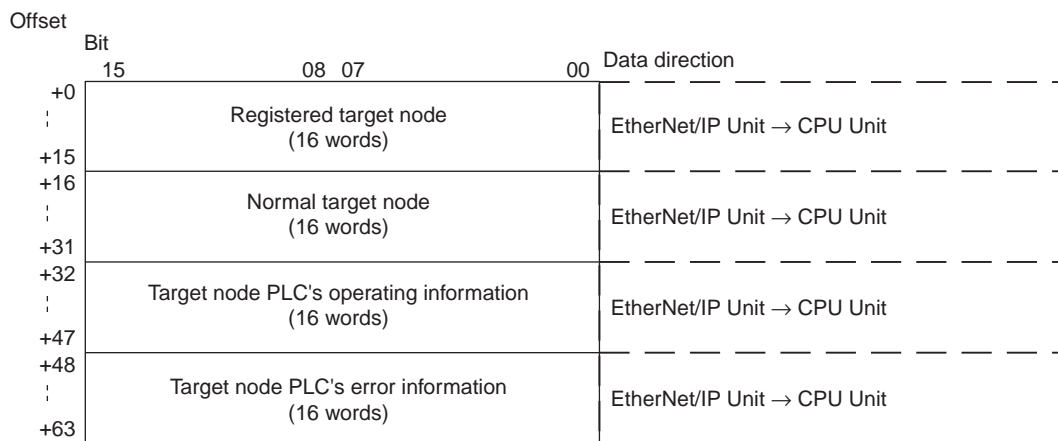 Offset
Bit
15 08 07 00 Data direction
+0
Registered target node
(16 words)
EtherNet/IP Unit → CPU Unit
+15
+16
Normal target node
(16 words)
EtherNet/IP Unit → CPU Unit
+31
+32
Target node PLC's operating information
(16 words)
EtherNet/IP Unit → CPU Unit
+47
+48
Target node PLC's error information
(16 words)
EtherNet/IP Unit → CPU Unit
+63